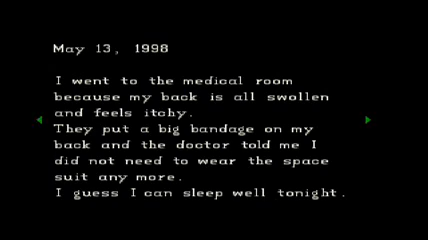 May 13, 1998
I went to the medical room
because my back is all swollen
and feels itchy.
They put a big bandage on my
back and the doctor told me I
did not need to wear the space
suit any more.
I guess I can sleep well tonight.